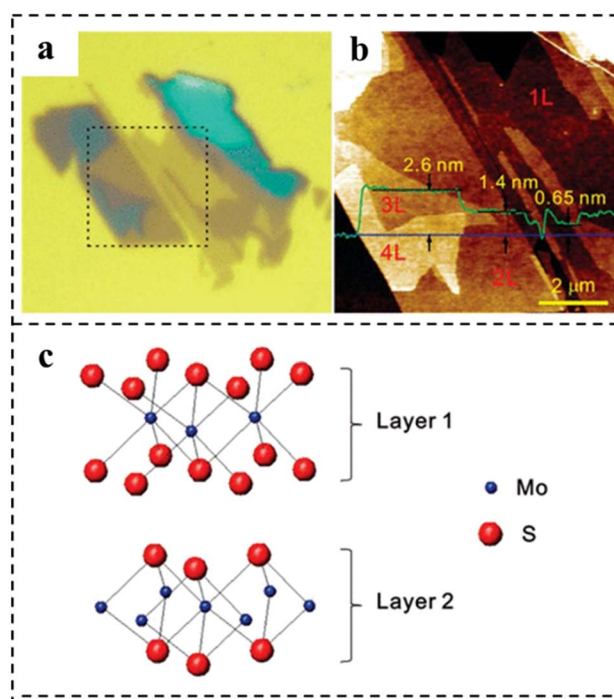 a
b
1L
2.6 nm
1.4 nm
0.65 nm
3L
4L
2L
2 μm
c
Layer 1
Mo
S
Layer 2